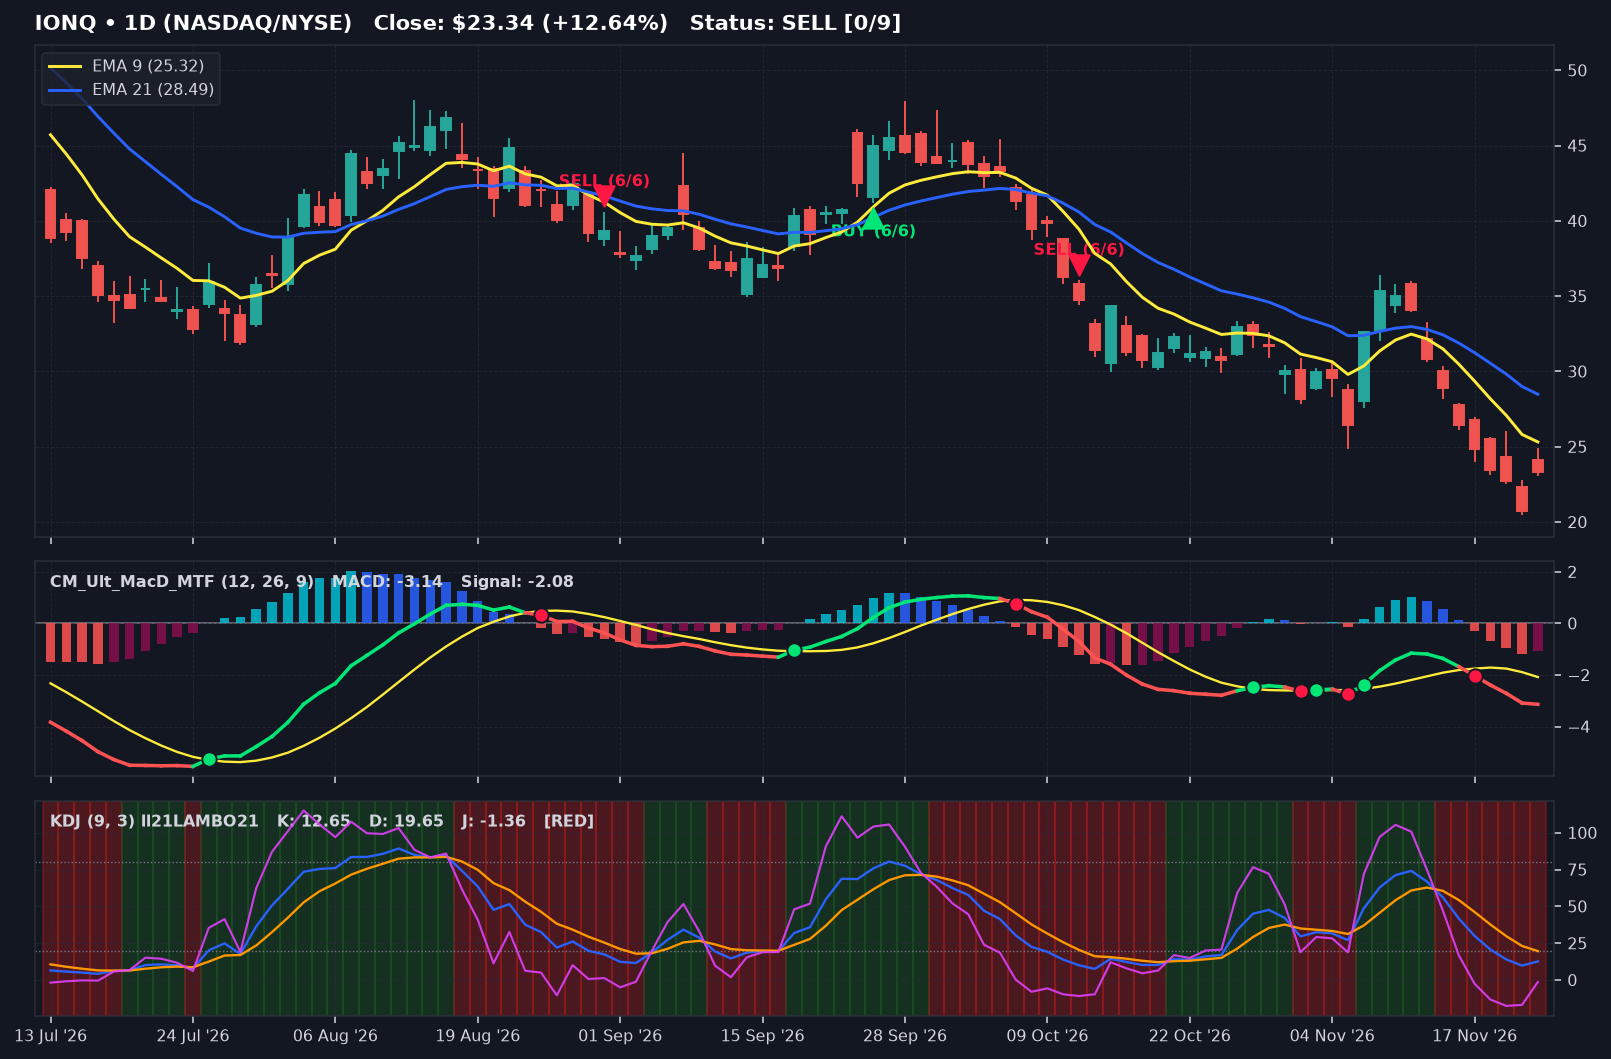 IONQ • 1D (NASDAQ/NYSE)   Close: $23.34 (+12.64%)   Status: SELL [0/9]
EMA 9 (25.32)
EMA 21 (28.49)
50
45
40
35
30
25
20
SELL (6/6)
BUY (6/6)
SELL (6/6)
CM_Ult_MacD_MTF (12, 26, 9)   MACD: -3.14   Signal: -2.08
2
0
−2
−4
KDJ (9, 3) II21LAMBO21   K: 12.65   D: 19.65   J: -1.36   [RED]
100
75
50
25
0
13 Jul '26   24 Jul '26   06 Aug '26   19 Aug '26   01 Sep '26   15 Sep '26   28 Sep '26   09 Oct '26   22 Oct '26   04 Nov '26   17 Nov '26